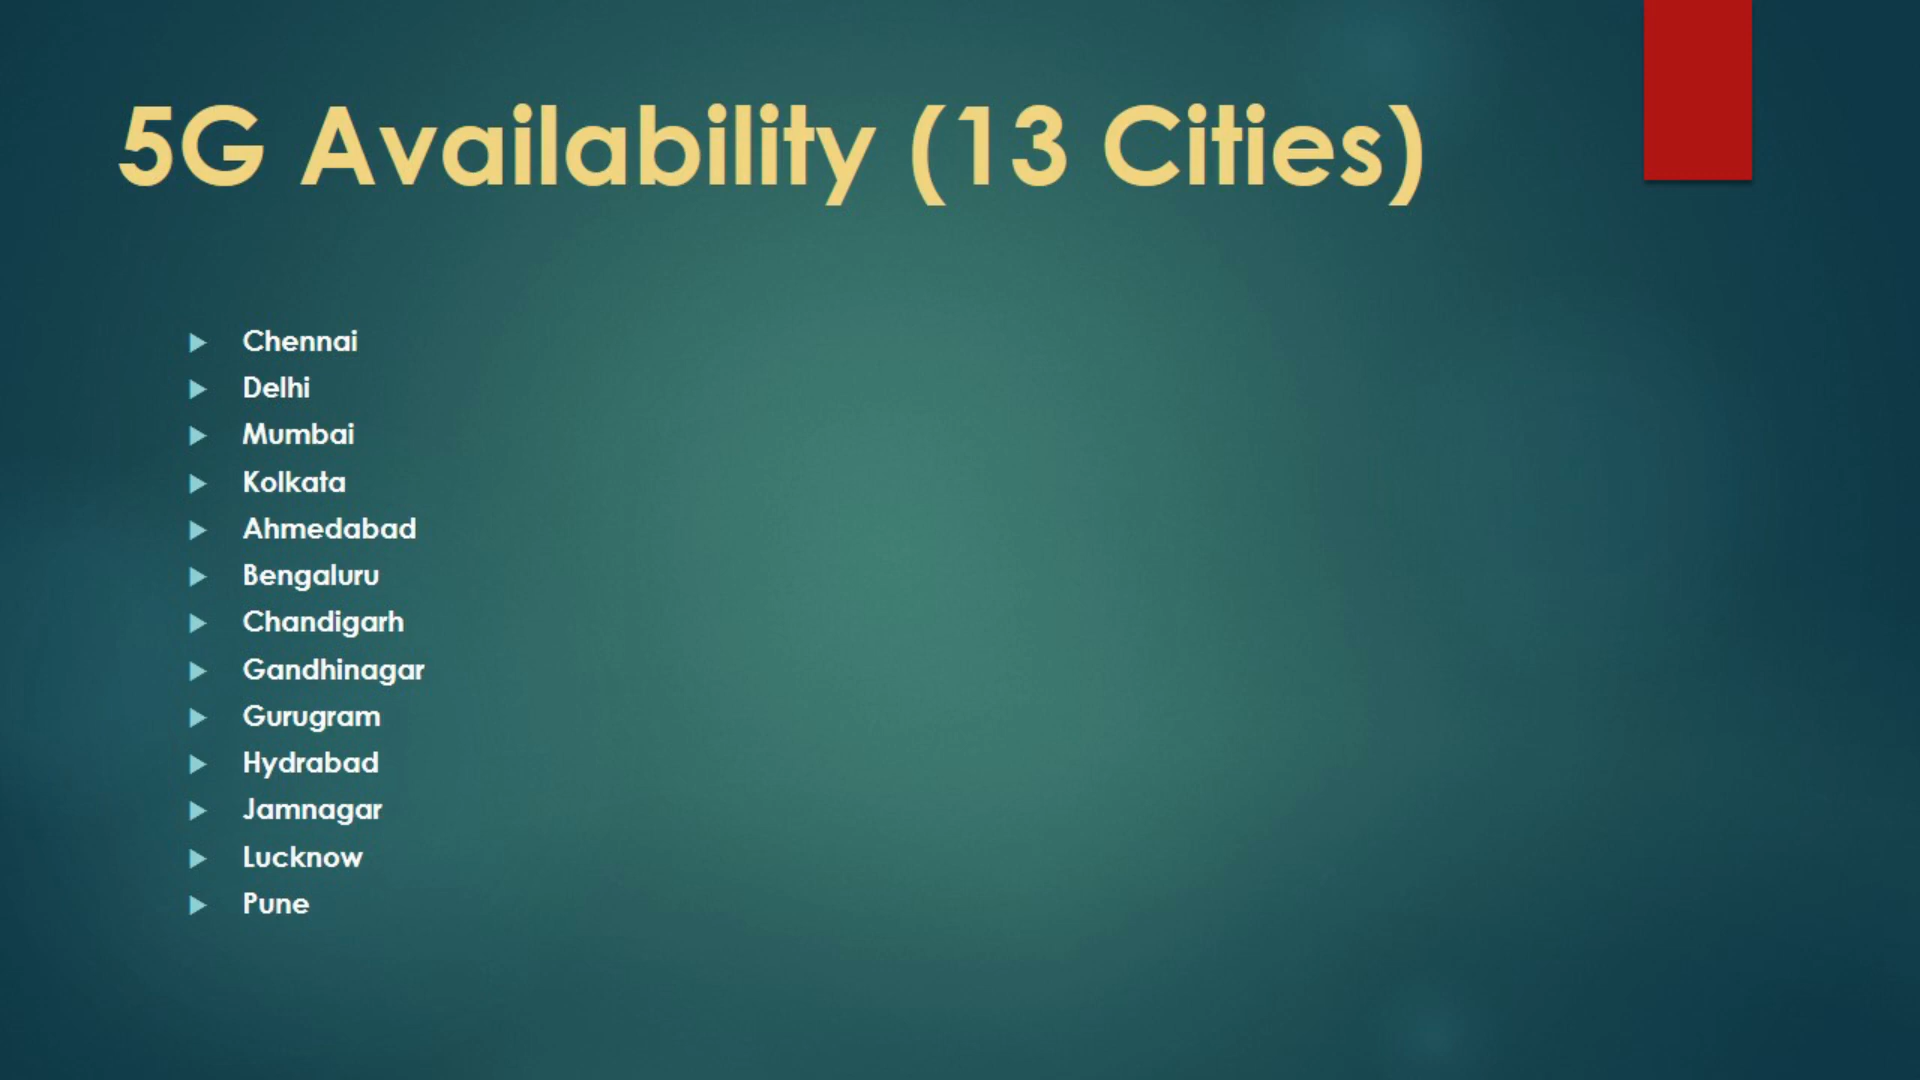 5G Availability (13 Cities)
Chennai
Delhi
Mumbai
Kolkata
Ahmedabad
Bengaluru
Chandigarh
Gandhinagar
Gurugram
Hydrabad
Jamnagar
Lucknow
Pune